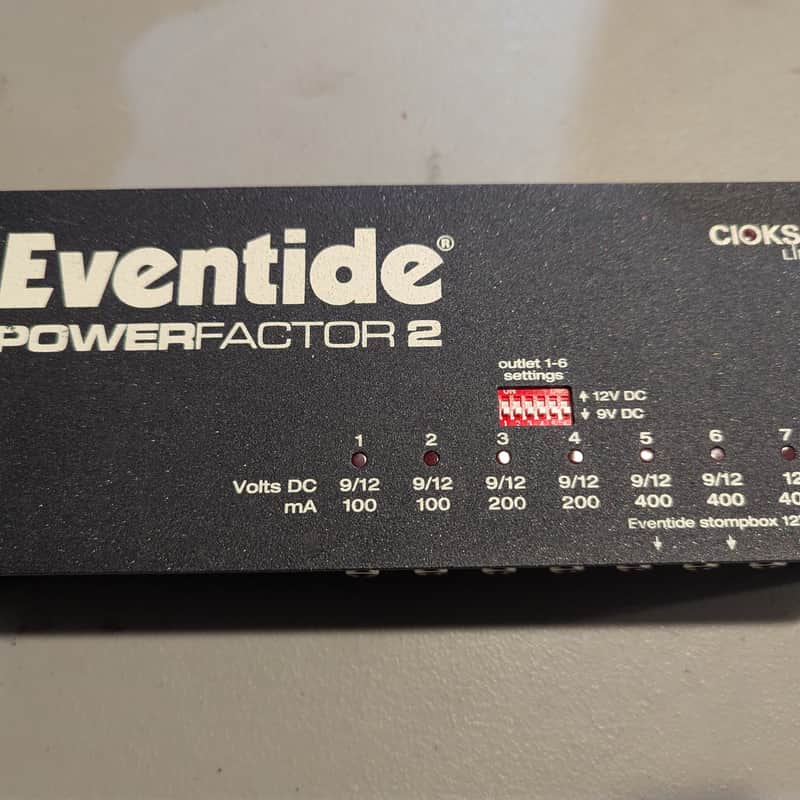 Eventide®
POWERFACTOR 2
CIOKS
outlet 1-6
settings
ON
↑ 12V DC
↓ 9V DC
1 2 3 4 5 6 7
Volts DC 9/12 9/12 9/12 9/12 9/12 9/12 12
mA 100 100 200 200 400 400
Eventide stompbox
↓ ↓